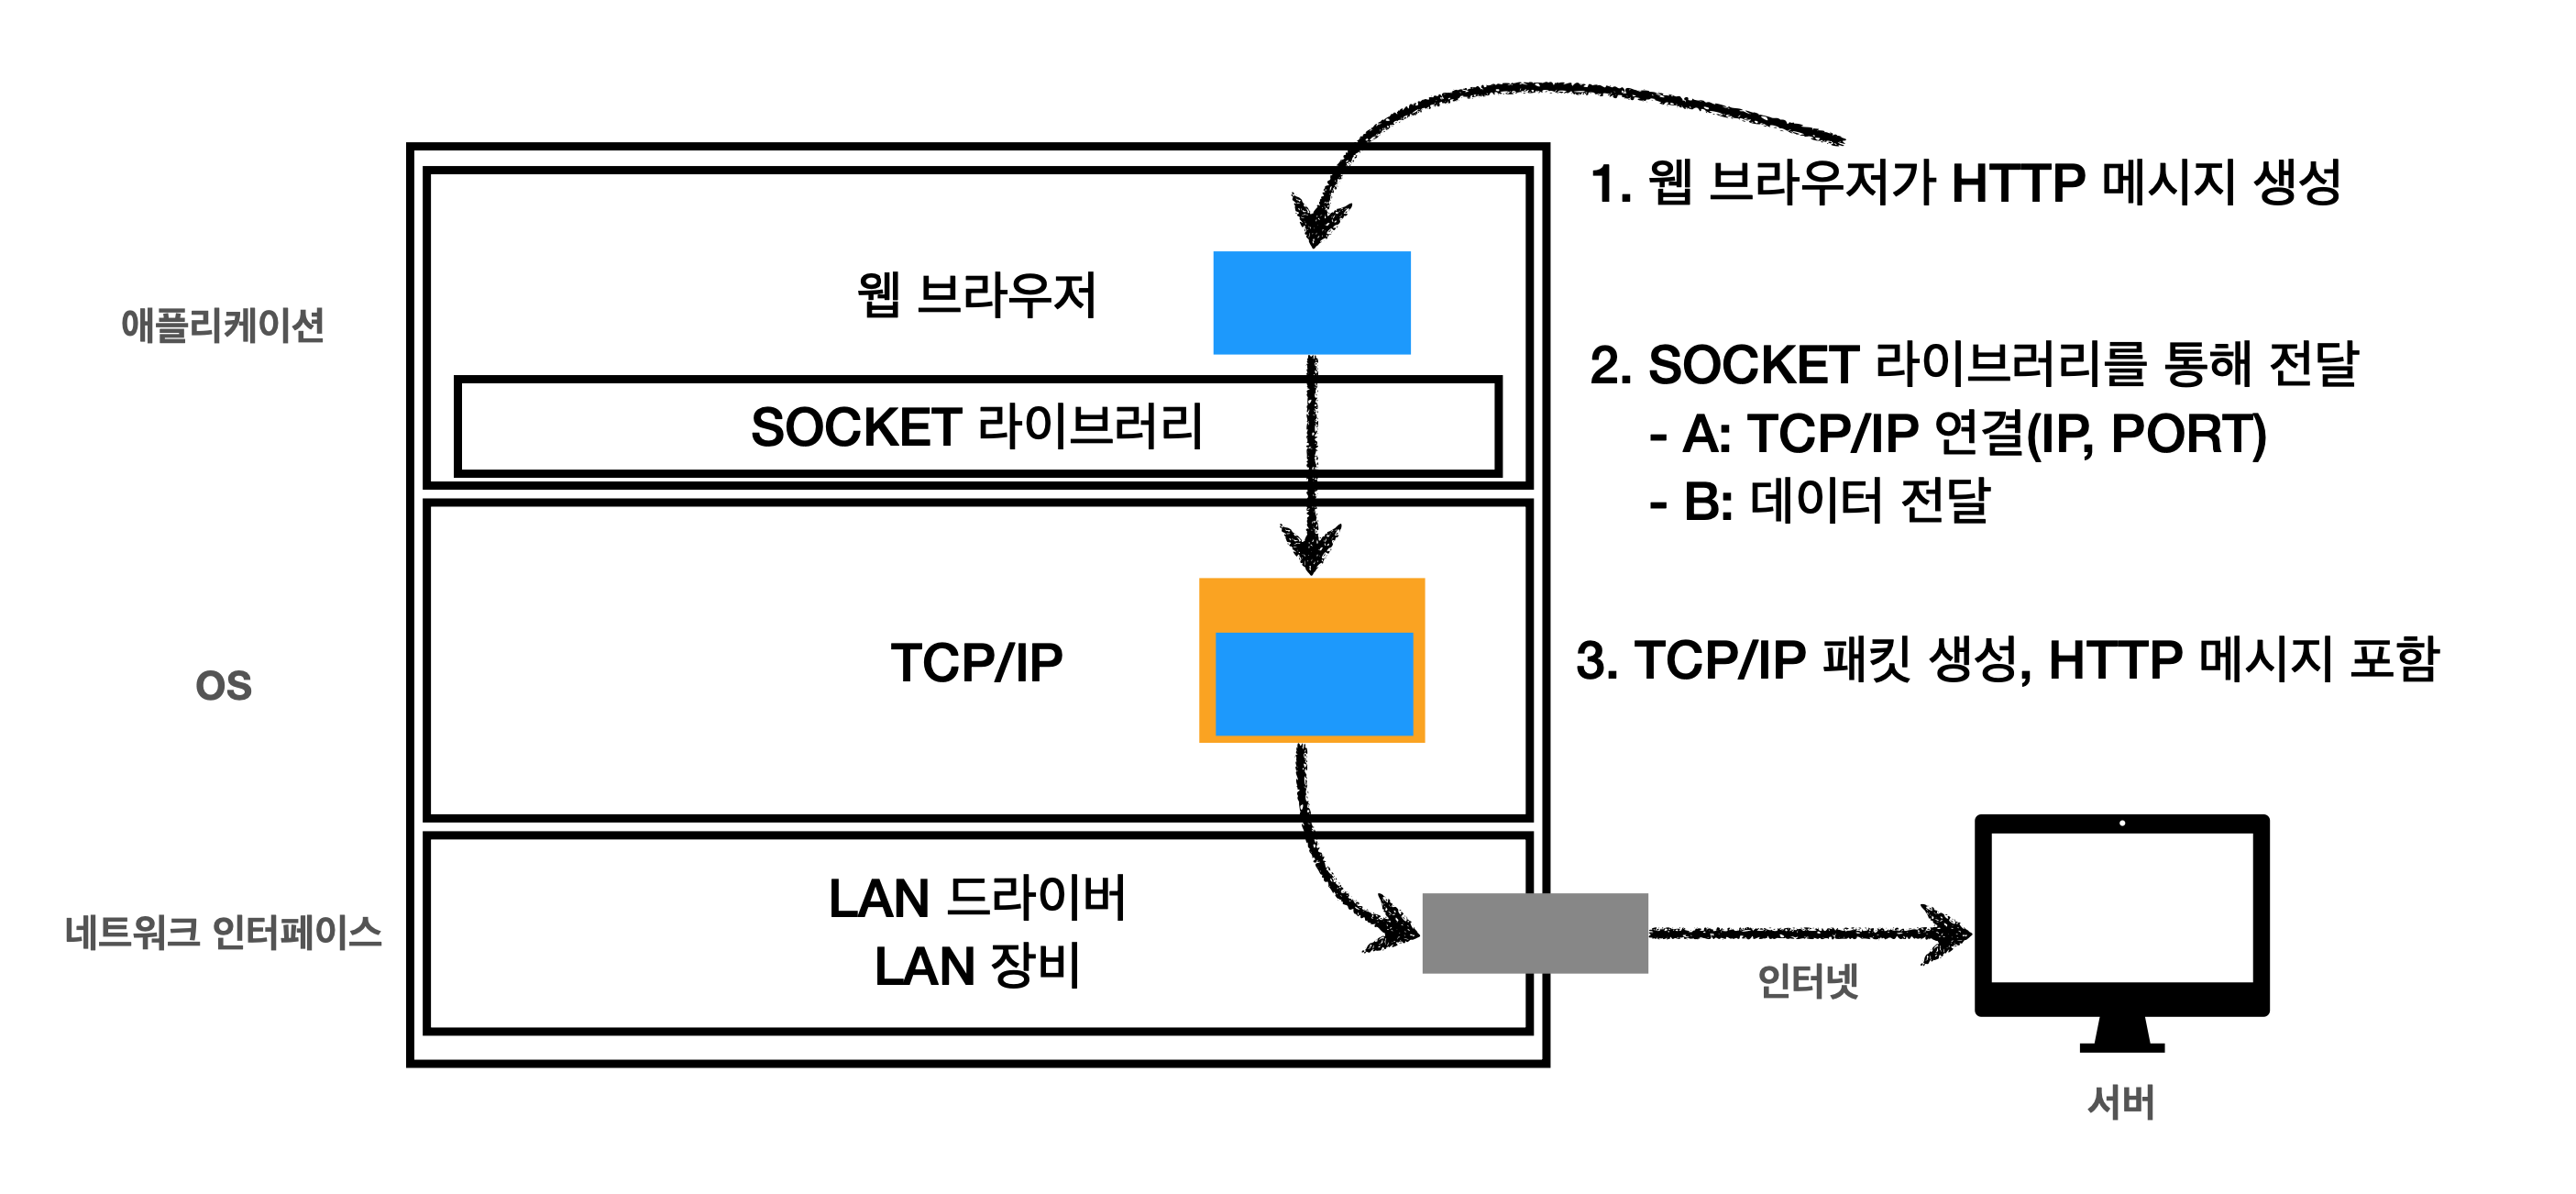 1. 웹 브라우저가 HTTP 메시지 생성
애플리케이션
웹 브라우저
SOCKET 라이브러리
2. SOCKET 라이브러리를 통해 전달
- A: TCP/IP 연결(IP, PORT)
- B: 데이터 전달
OS
TCP/IP
3. TCP/IP 패킷 생성, HTTP 메시지 포함
네트워크 인터페이스
LAN 드라이버
LAN 장비
인터넷
서버